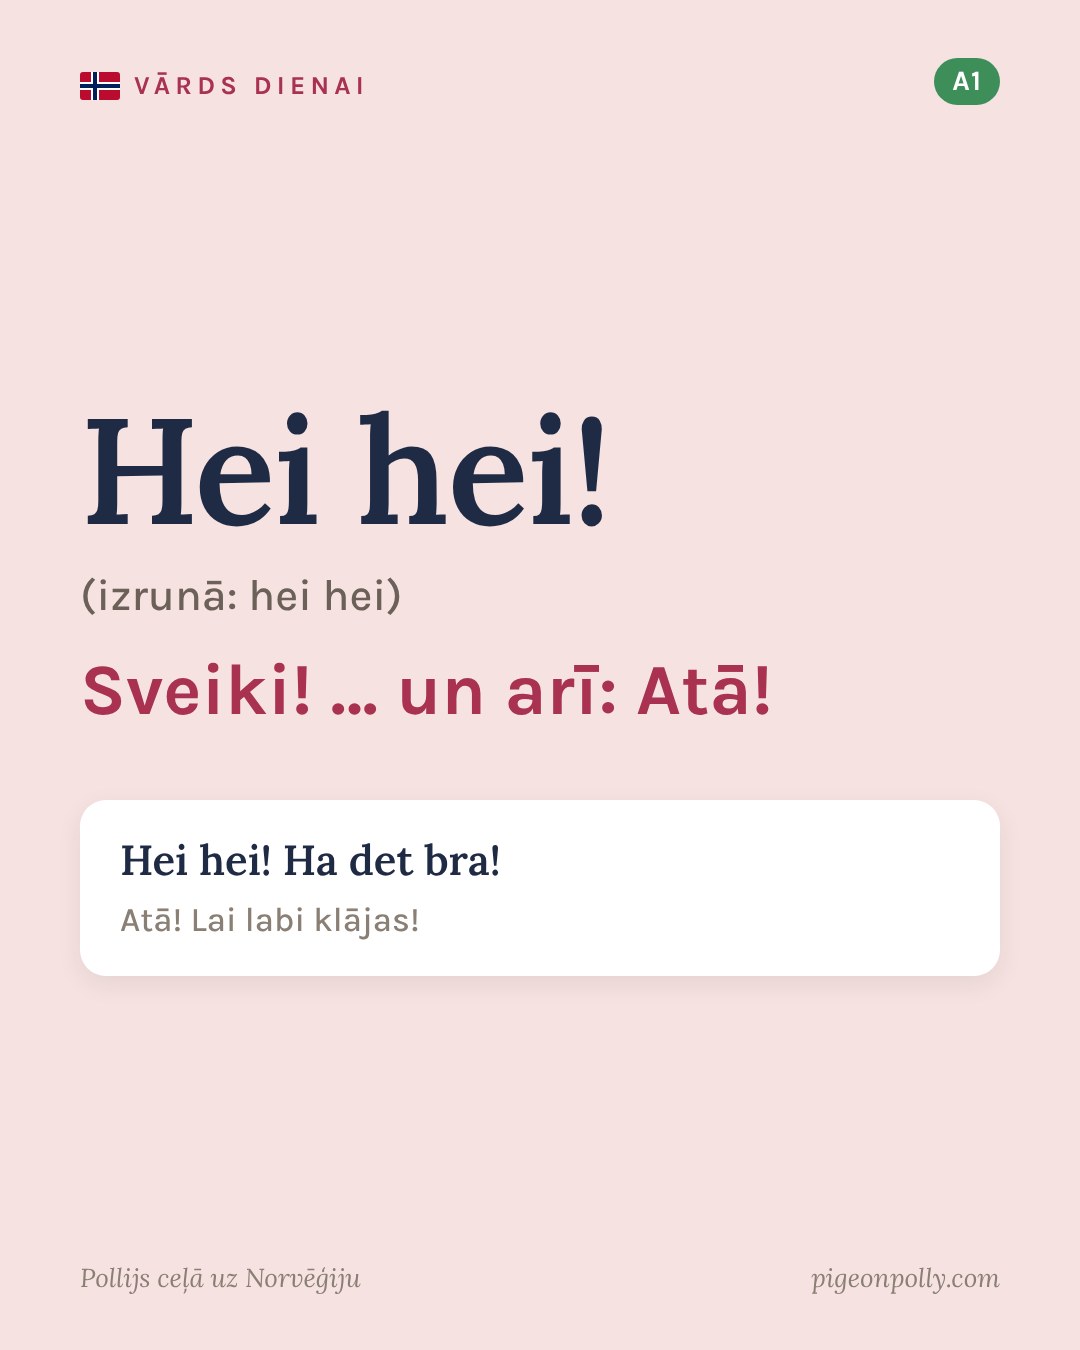 VĀRDS DIENAI
A1
Hei hei!
(izrunā: hei hei)
Sveiki! ... un arī: Atā!
Hei hei! Ha det bra!
Atā! Lai labi klājas!
Pollijs ceļā uz Norvēģiju
pigeonpolly.com